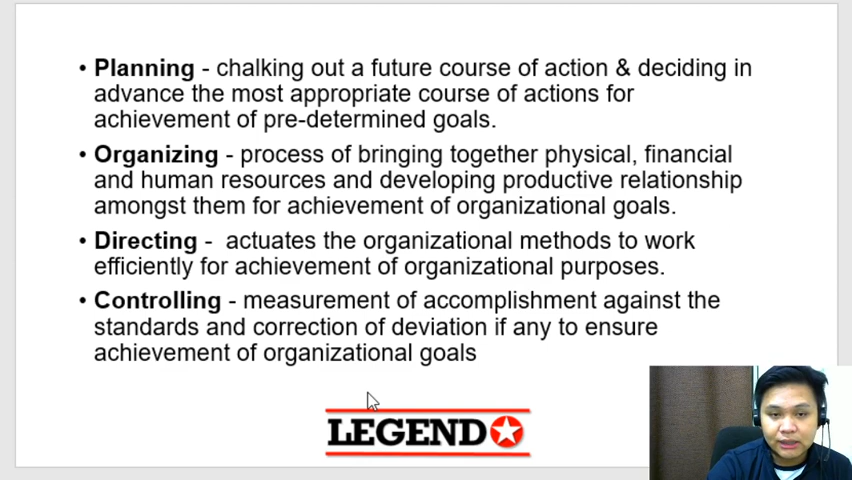 • Planning - chalking out a future course of action & deciding in
advance the most appropriate course of actions for
achievement of pre-determined goals.
• Organizing - process of bringing together physical, financial
and human resources and developing productive relationship
amongst them for achievement of organizational goals.
• Directing -  actuates the organizational methods to work
efficiently for achievement of organizational purposes.
• Controlling - measurement of accomplishment against the
standards and correction of deviation if any to ensure
achievement of organizational goals
LEGEND